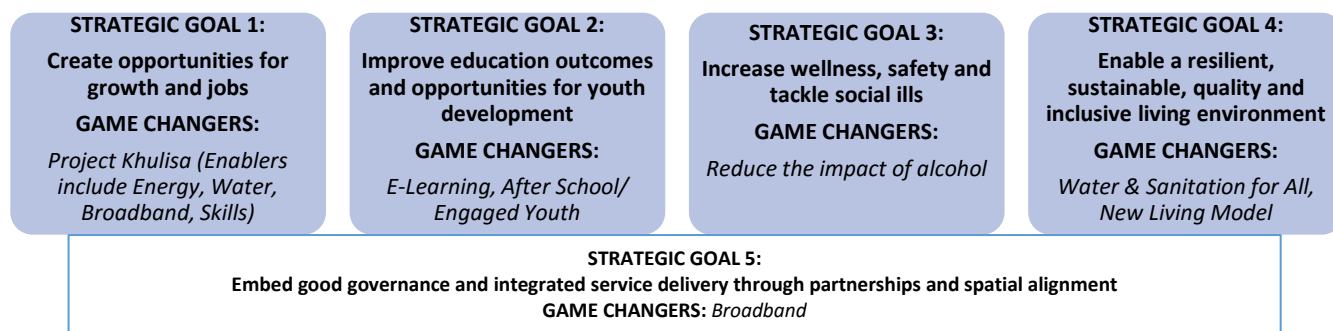 STRATEGIC GOAL 1:
Create opportunities for
growth and jobs
GAME CHANGERS:
Project Khulisa (Enablers
include Energy, Water,
Broadband, Skills)
STRATEGIC GOAL 2:
Improve education outcomes
and opportunities for youth
development
GAME CHANGERS:
E-Learning, After School/
Engaged Youth
STRATEGIC GOAL 3:
Increase wellness, safety and
tackle social ills
GAME CHANGERS:
Reduce the impact of alcohol
STRATEGIC GOAL 4:
Enable a resilient,
sustainable, quality and
inclusive living environment
GAME CHANGERS:
Water & Sanitation for All,
New Living Model
STRATEGIC GOAL 5:
Embed good governance and integrated service delivery through partnerships and spatial alignment
GAME CHANGERS: Broadband